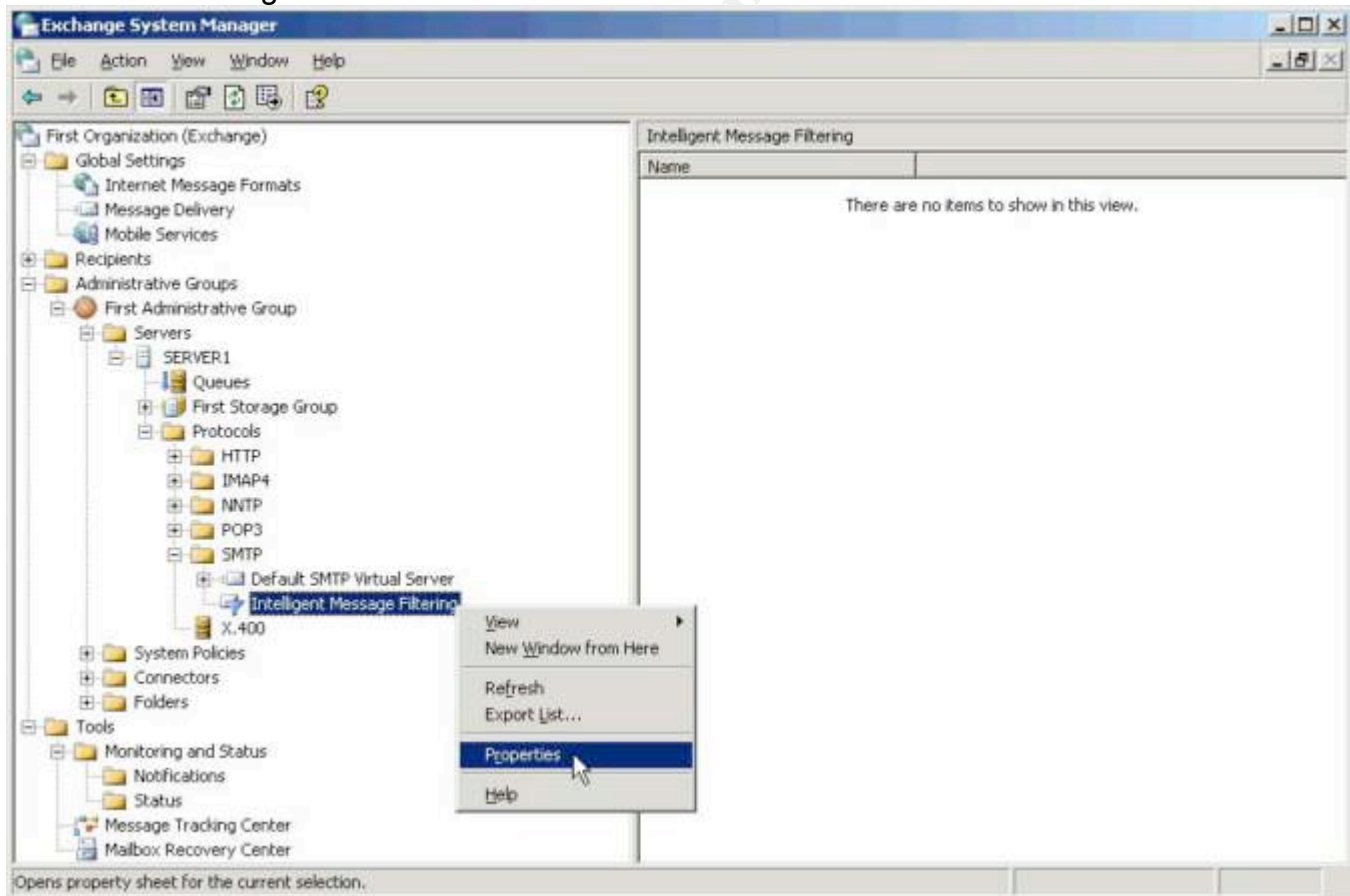 Exchange System Manager
File Action View Window Help
First Organization (Exchange)
Global Settings
Internet Message Formats
Message Delivery
Mobile Services
Recipients
Administrative Groups
First Administrative Group
Servers
SERVER1
Queues
First Storage Group
Protocols
HTTP
IMAP4
NNTP
POP3
SMTP
Default SMTP Virtual Server
Intelligent Message Filtering
X.400
System Policies
Connectors
Folders
Tools
Monitoring and Status
Notifications
Status
Message Tracking Center
Mailbox Recovery Center
Intelligent Message Filtering
Name
There are no items to show in this view.
View
New Window from Here
Refresh
Export List...
Properties
Help
Opens property sheet for the current selection.